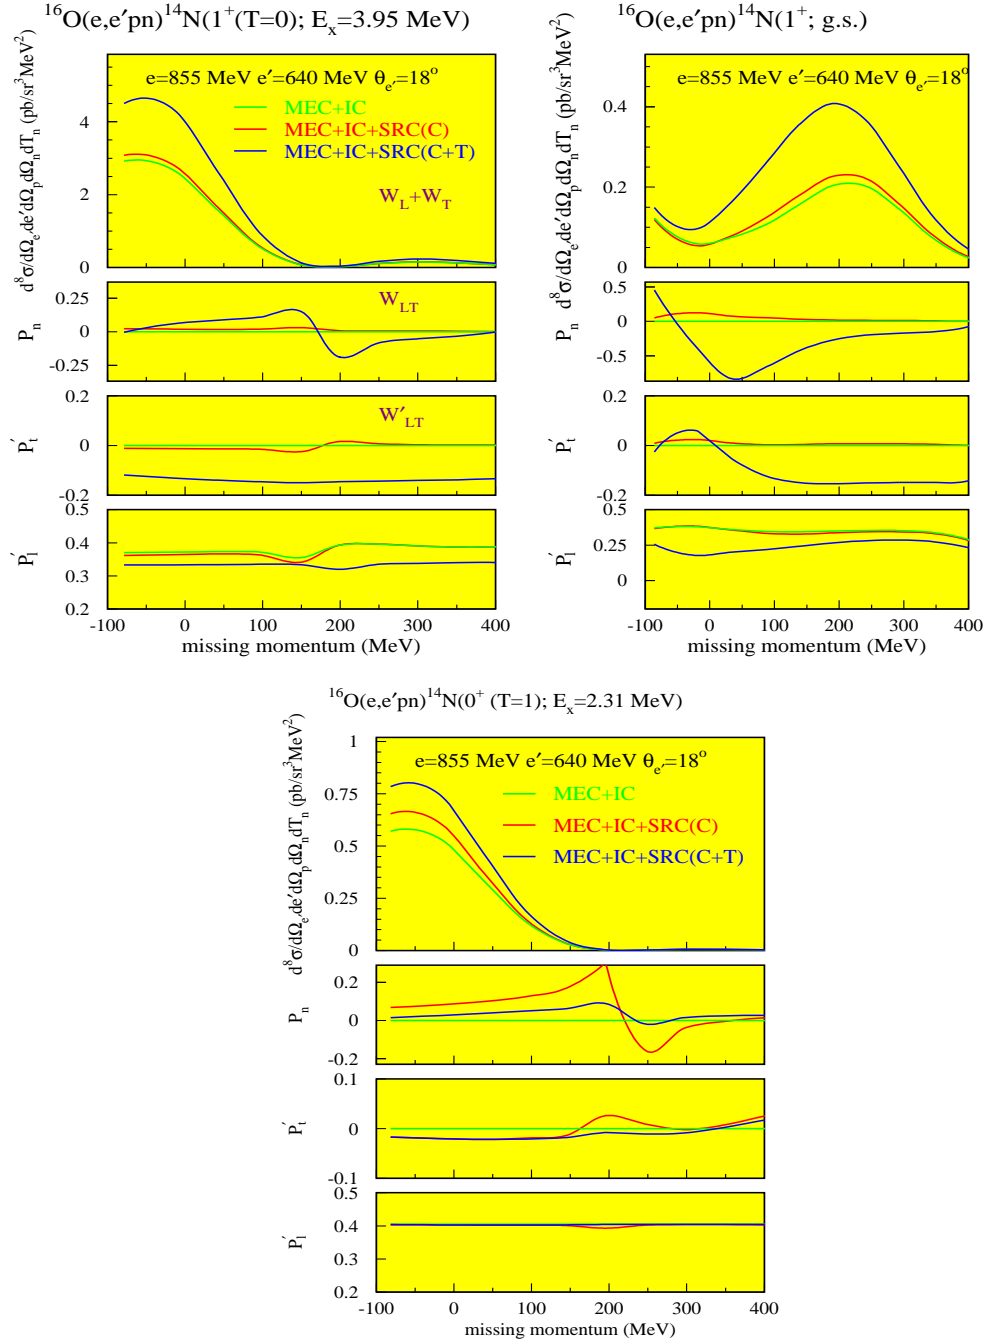 ¹⁶O(e,e′pn)¹⁴N(1⁺(T=0); Eₓ=3.95 MeV)
d⁸σ/dΩₑ′de′dΩₚdΩₙdTₙ (pb/sr³MeV²)
e=855 MeV e′=640 MeV θₑ′=18°
MEC+IC
MEC+IC+SRC(C)
MEC+IC+SRC(C+T)
W_L+W_T
4
2
0
Pₙ
0.25
0
-0.25
W_LT
P′ₜ
0.2
0
-0.2
W′_LT
P′ₗ
0.5
0.4
0.3
0.2
-100 0 100 200 300 400
missing momentum (MeV)
¹⁶O(e,e′pn)¹⁴N(1⁺; g.s.)
d⁸σ/dΩₑ′de′dΩₚdΩₙdTₙ (pb/sr³MeV²)
e=855 MeV e′=640 MeV θₑ′=18°
0.4
0.2
0
Pₙ
0.5
0
-0.5
P′ₜ
0.2
0
-0.2
P′ₗ
0.5
0.25
0
-100 0 100 200 300 400
missing momentum (MeV)
¹⁶O(e,e′pn)¹⁴N(0⁺ (T=1); Eₓ=2.31 MeV)
d⁸σ/dΩₑ′de′dΩₚdΩₙdTₙ (pb/sr³MeV²)
e=855 MeV e′=640 MeV θₑ′=18°
MEC+IC
MEC+IC+SRC(C)
MEC+IC+SRC(C+T)
1
0.75
0.5
0.25
0
Pₙ
0.2
0
-0.2
P′ₜ
0.1
0
-0.1
P′ₗ
0.5
0.4
0.3
0.2
-100 0 100 200 300 400
missing momentum (MeV)